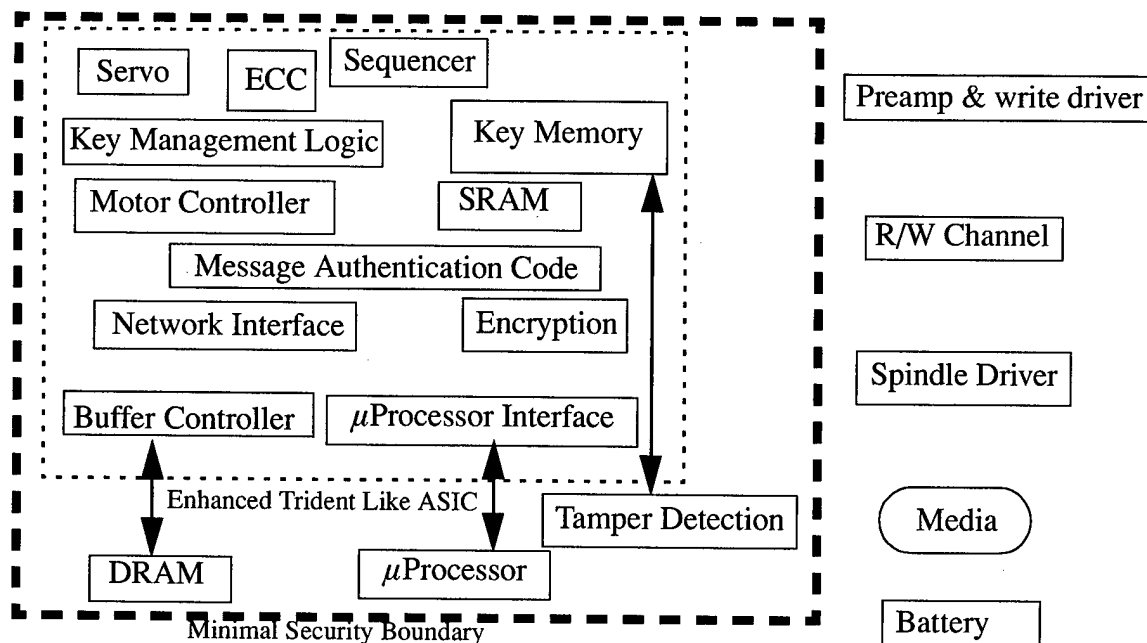 Servo
ECC
Sequencer
Preamp & write driver
Key Management Logic
Key Memory
Motor Controller
SRAM
R/W Channel
Message Authentication Code
Network Interface
Encryption
Spindle Driver
Buffer Controller
μProcessor Interface
Enhanced Trident Like ASIC
Tamper Detection
Media
DRAM
μProcessor
Battery
Minimal Security Boundary